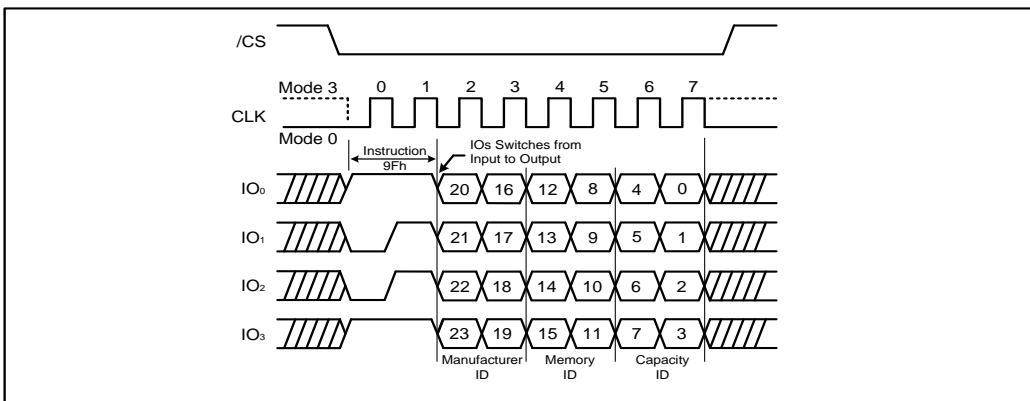 /CS
Mode 3 0 1 2 3 4 5 6 7
CLK
Mode 0
Instruction
9Fh
IOs Switches from
Input to Output
IO₀ 20 16 12 8 4 0
IO₁ 21 17 13 9 5 1
IO₂ 22 18 14 10 6 2
IO₃ 23 19 15 11 7 3
Manufacturer Memory Capacity
ID ID ID